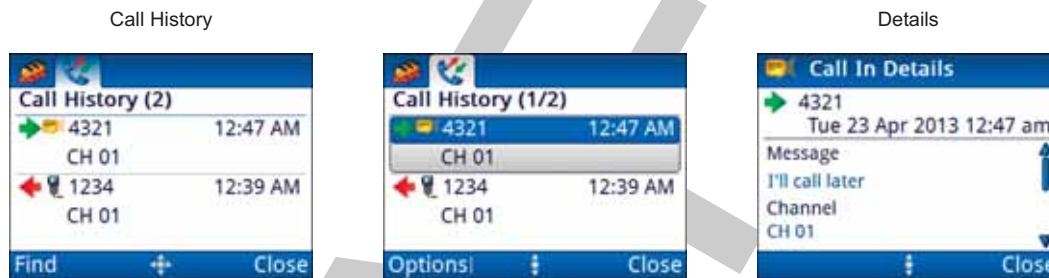 Call History
Details
Call History (2)
4321 12:47 AM
CH 01
1234 12:39 AM
CH 01
Find Close
Call History (1/2)
4321 12:47 AM
CH 01
1234 12:39 AM
CH 01
Options Close
Call In Details
4321
Tue 23 Apr 2013 12:47 am
Message
I'll call later
Channel
CH 01
Close